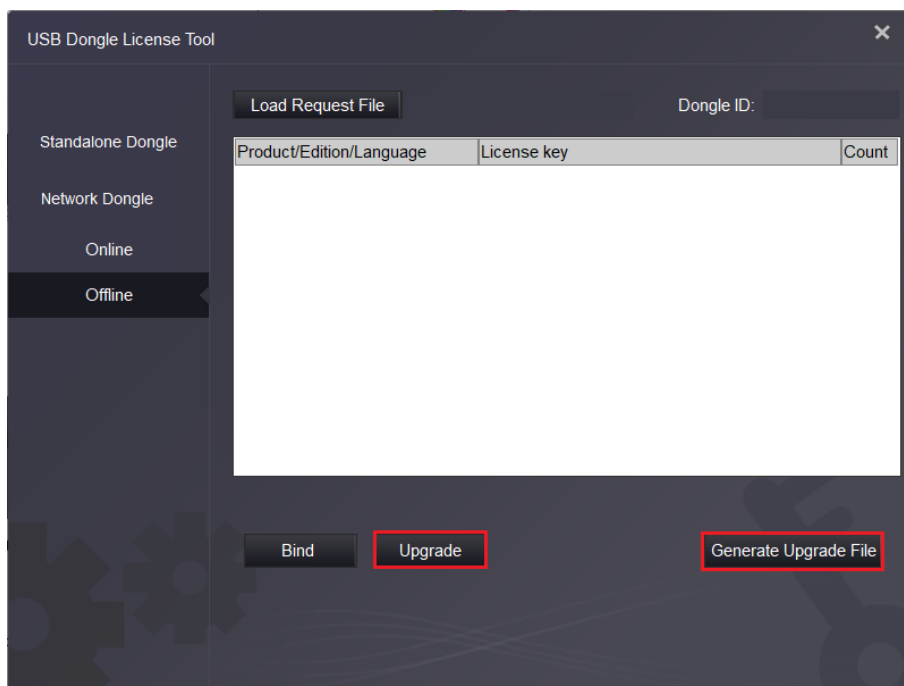 USB Dongle License Tool
Load Request File Dongle ID:
Standalone Dongle
Product/Edition/Language License key Count
Network Dongle
Online
Offline
Bind Upgrade Generate Upgrade File